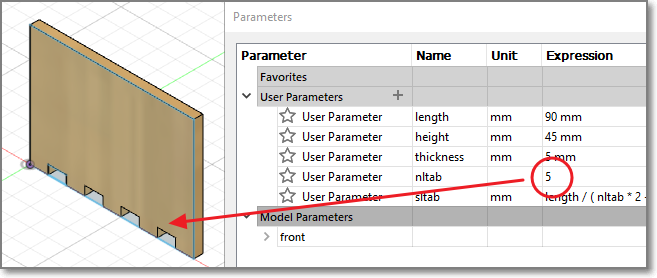 Parameters
Parameter Name Unit Expression
Favorites
User Parameters +
User Parameter length mm 90 mm
User Parameter height mm 45 mm
User Parameter thickness mm 5 mm
User Parameter nltab mm 5
User Parameter sltab mm length / ( nltab * 2 -
Model Parameters
front